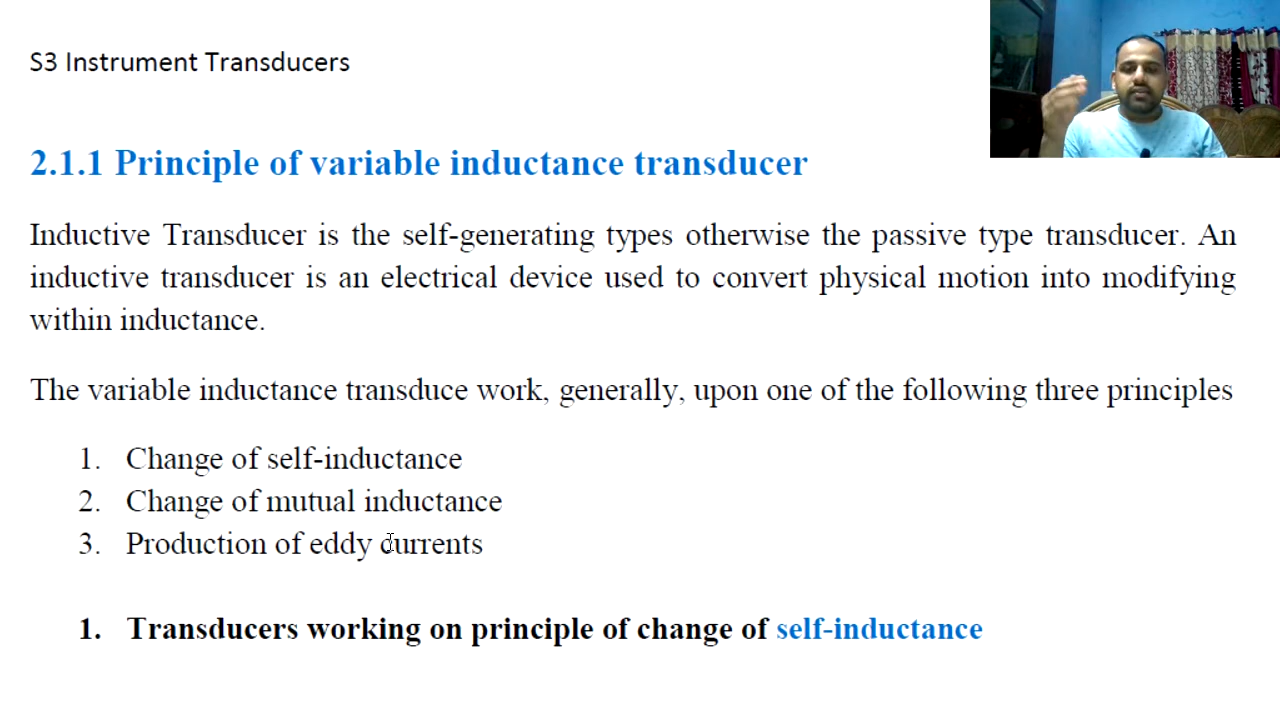 S3 Instrument Transducers
2.1.1 Principle of variable inductance transducer
Inductive Transducer is the self-generating types otherwise the passive type transducer. An
inductive transducer is an electrical device used to convert physical motion into modifying
within inductance.
The variable inductance transduce work, generally, upon one of the following three principles
1. Change of self-inductance
2. Change of mutual inductance
3. Production of eddy currents
1. Transducers working on principle of change of self-inductance